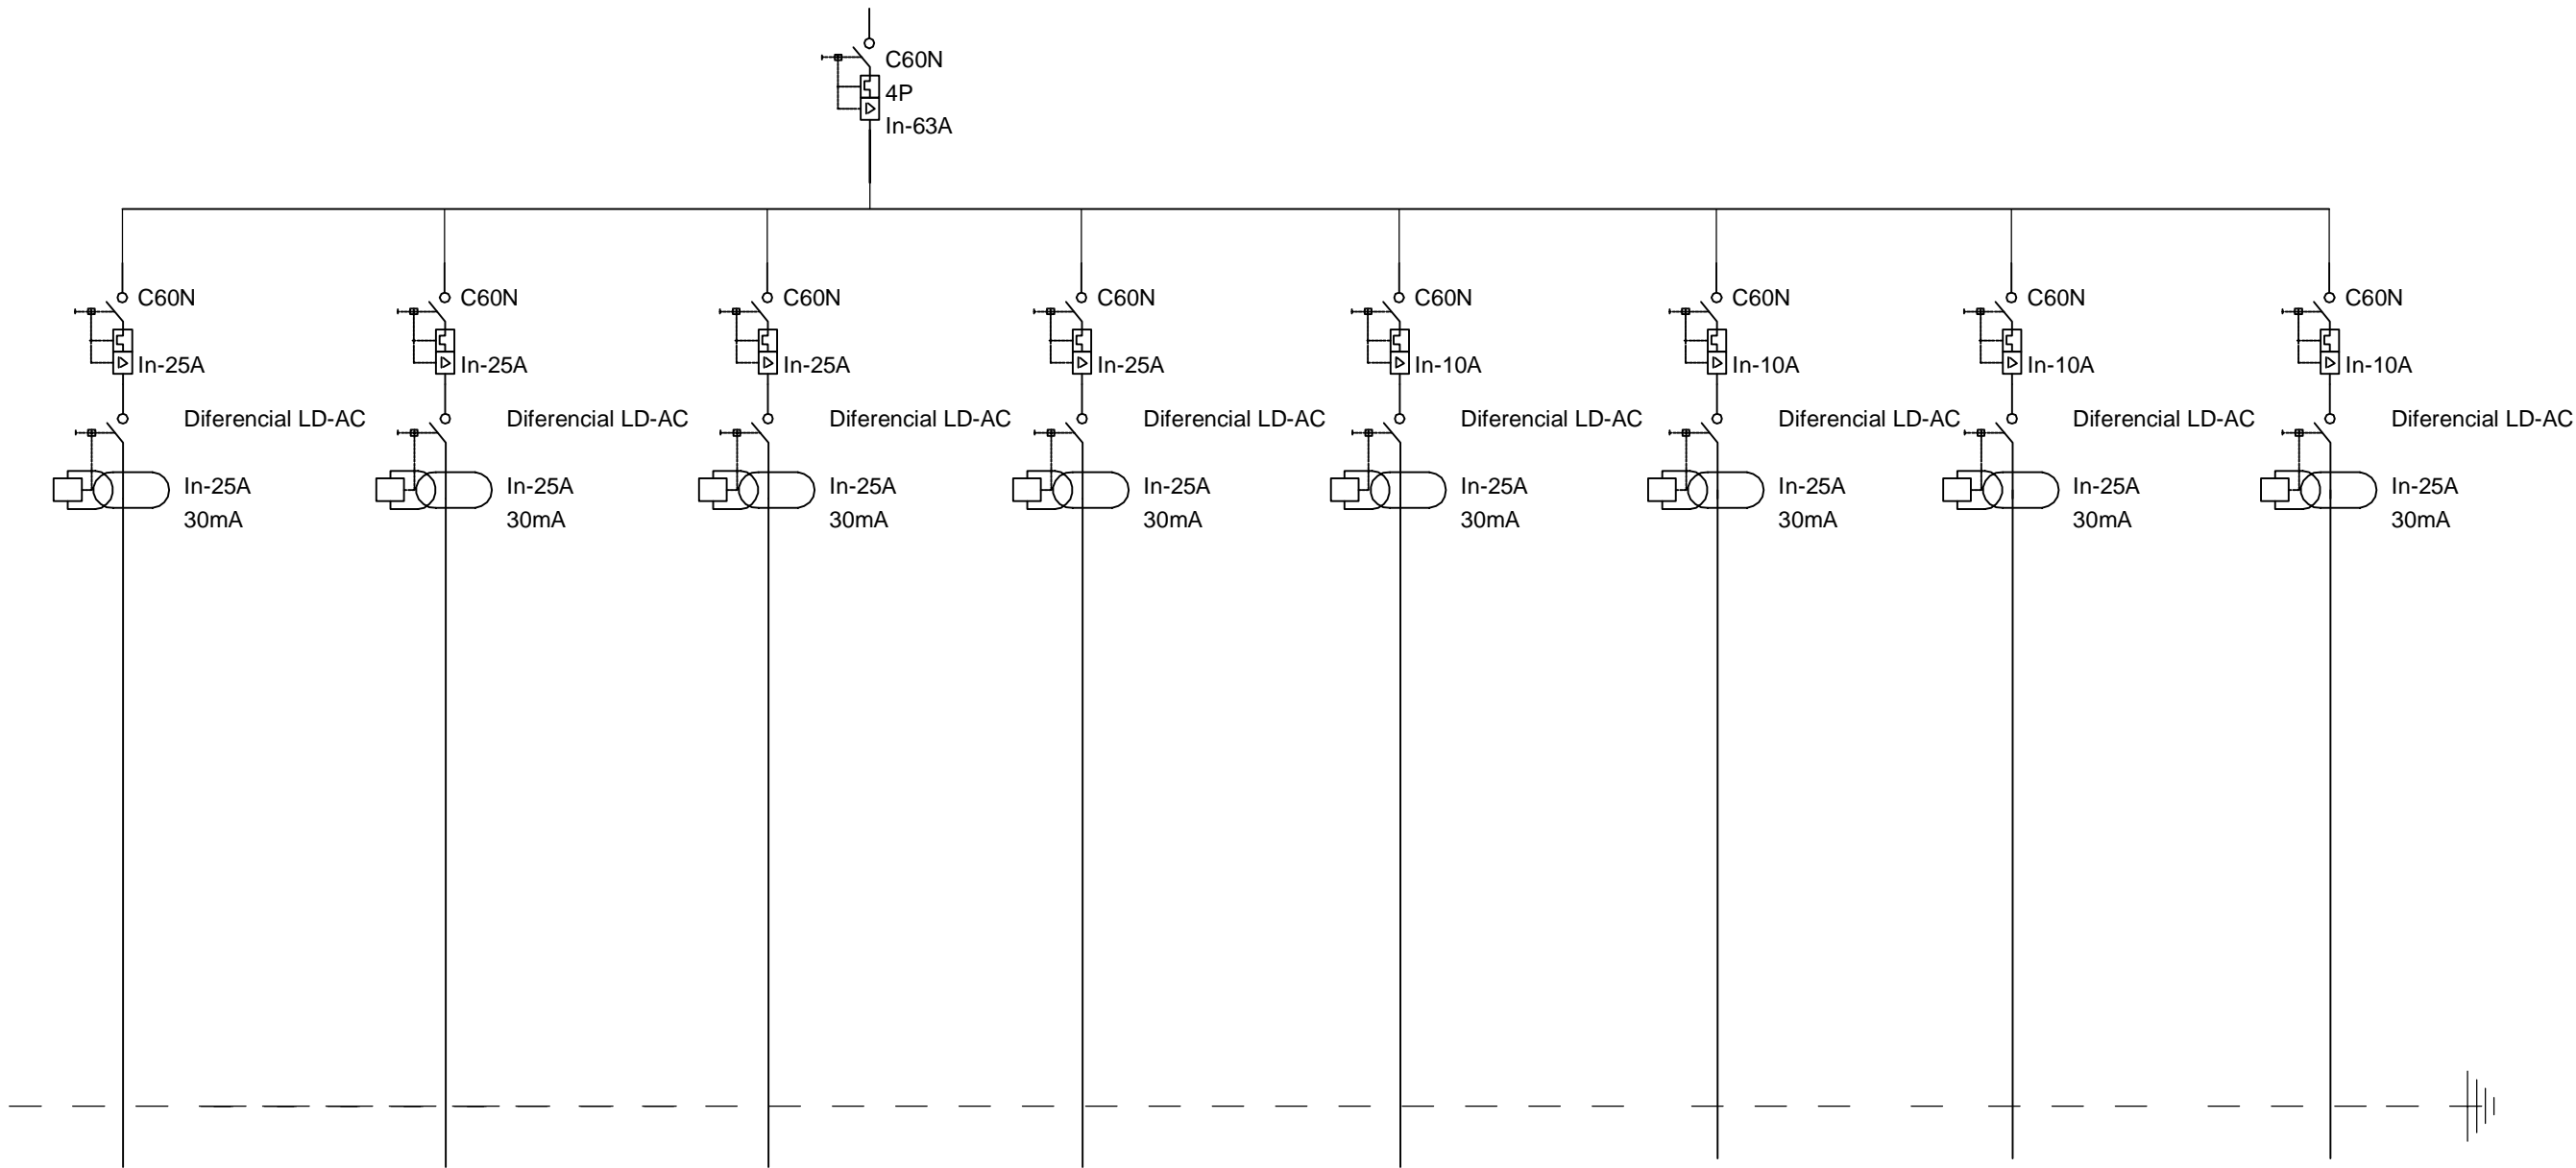 C60N
4P
In-63A
C60N C60N C60N C60N C60N C60N C60N C60N
In-25A In-25A In-25A In-25A In-10A In-10A In-10A In-10A
Diferencial LD-AC Diferencial LD-AC Diferencial LD-AC Diferencial LD-AC Diferencial LD-AC Diferencial LD-AC Diferencial LD-AC Diferencial LD-AC
In-25A In-25A In-25A In-25A In-25A In-25A In-25A In-25A
30mA 30mA 30mA 30mA 30mA 30mA 30mA 30mA